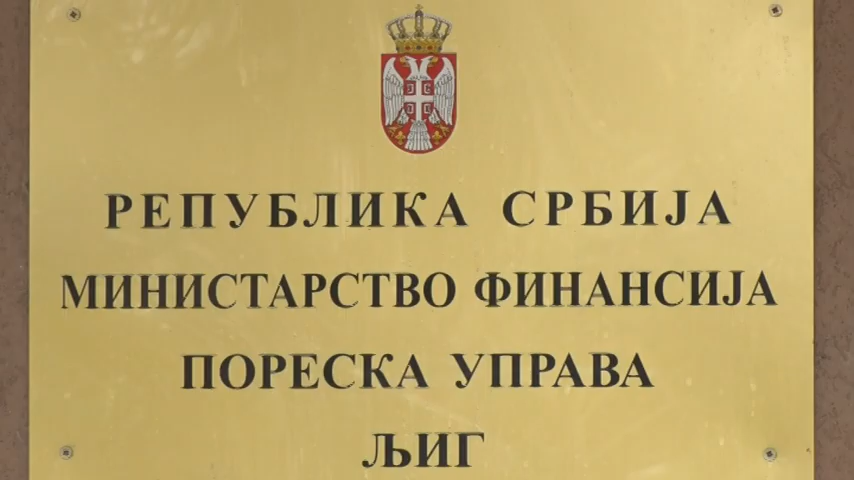 РЕПУБЛИКА СРБИЈА
МИНИСТАРСТВО ФИНАНСИЈА
ПОРЕСКА УПРАВА
ЉИГ